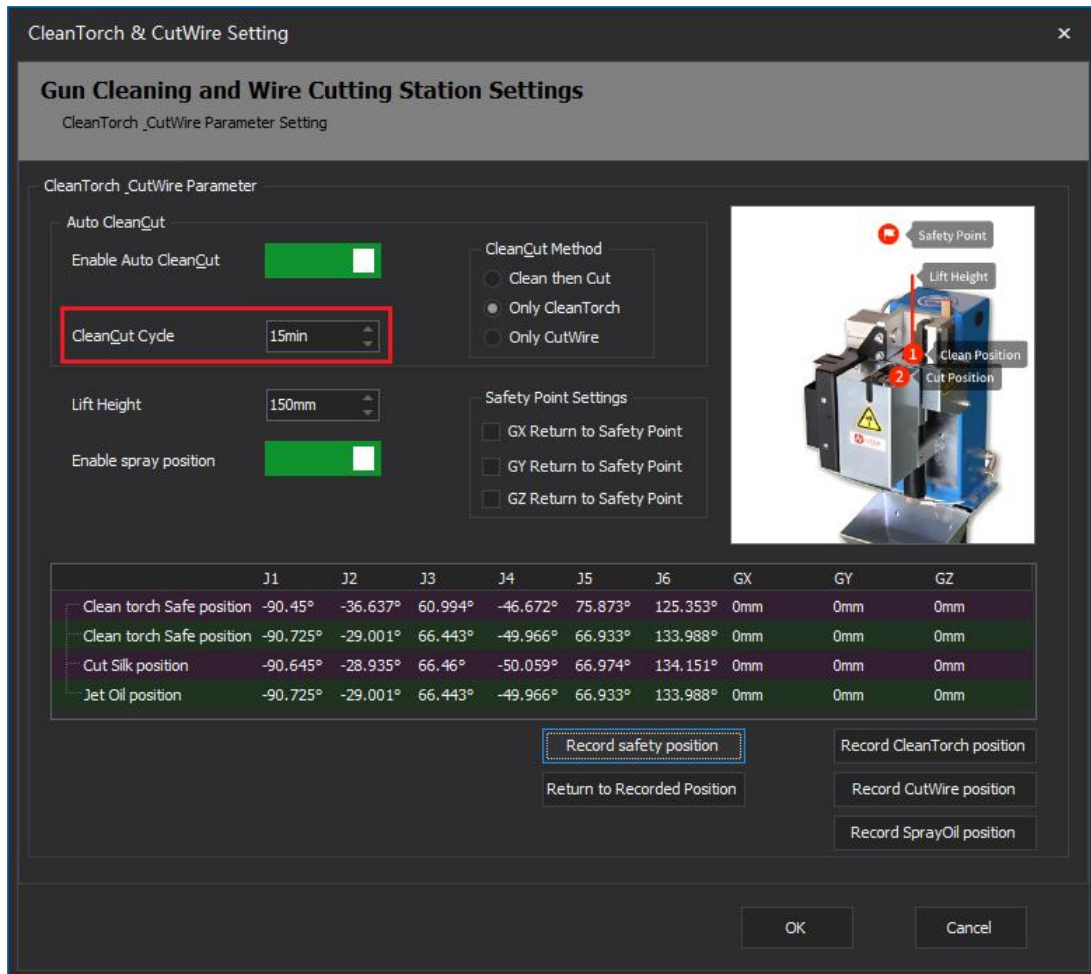 CleanTorch & CutWire Setting
Gun Cleaning and Wire Cutting Station Settings
CleanTorch _CutWire Parameter Setting
CleanTorch _CutWire Parameter
Auto CleanCut
Enable Auto CleanCut
CleanCut Cycle 15min
CleanCut Method
Clean then Cut
Only CleanTorch
Only CutWire
Lift Height 150mm
Enable spray position
Safety Point Settings
GX Return to Safety Point
GY Return to Safety Point
GZ Return to Safety Point
Safety Point
Lift Height
1 Clean Position
2 Cut Position
J1 J2 J3 J4 J5 J6 GX GY GZ
Clean torch Safe position -90.45° -36.637° 60.994° -46.672° 75.873° 125.353° 0mm 0mm 0mm
Clean torch Safe position -90.725° -29.001° 66.443° -49.966° 66.933° 133.988° 0mm 0mm 0mm
Cut Silk position -90.645° -28.935° 66.46° -50.059° 66.974° 134.151° 0mm 0mm 0mm
Jet Oil position -90.725° -29.001° 66.443° -49.966° 66.933° 133.988° 0mm 0mm 0mm
Record safety position Record CleanTorch position
Return to Recorded Position Record CutWire position
Record SprayOil position
OK Cancel